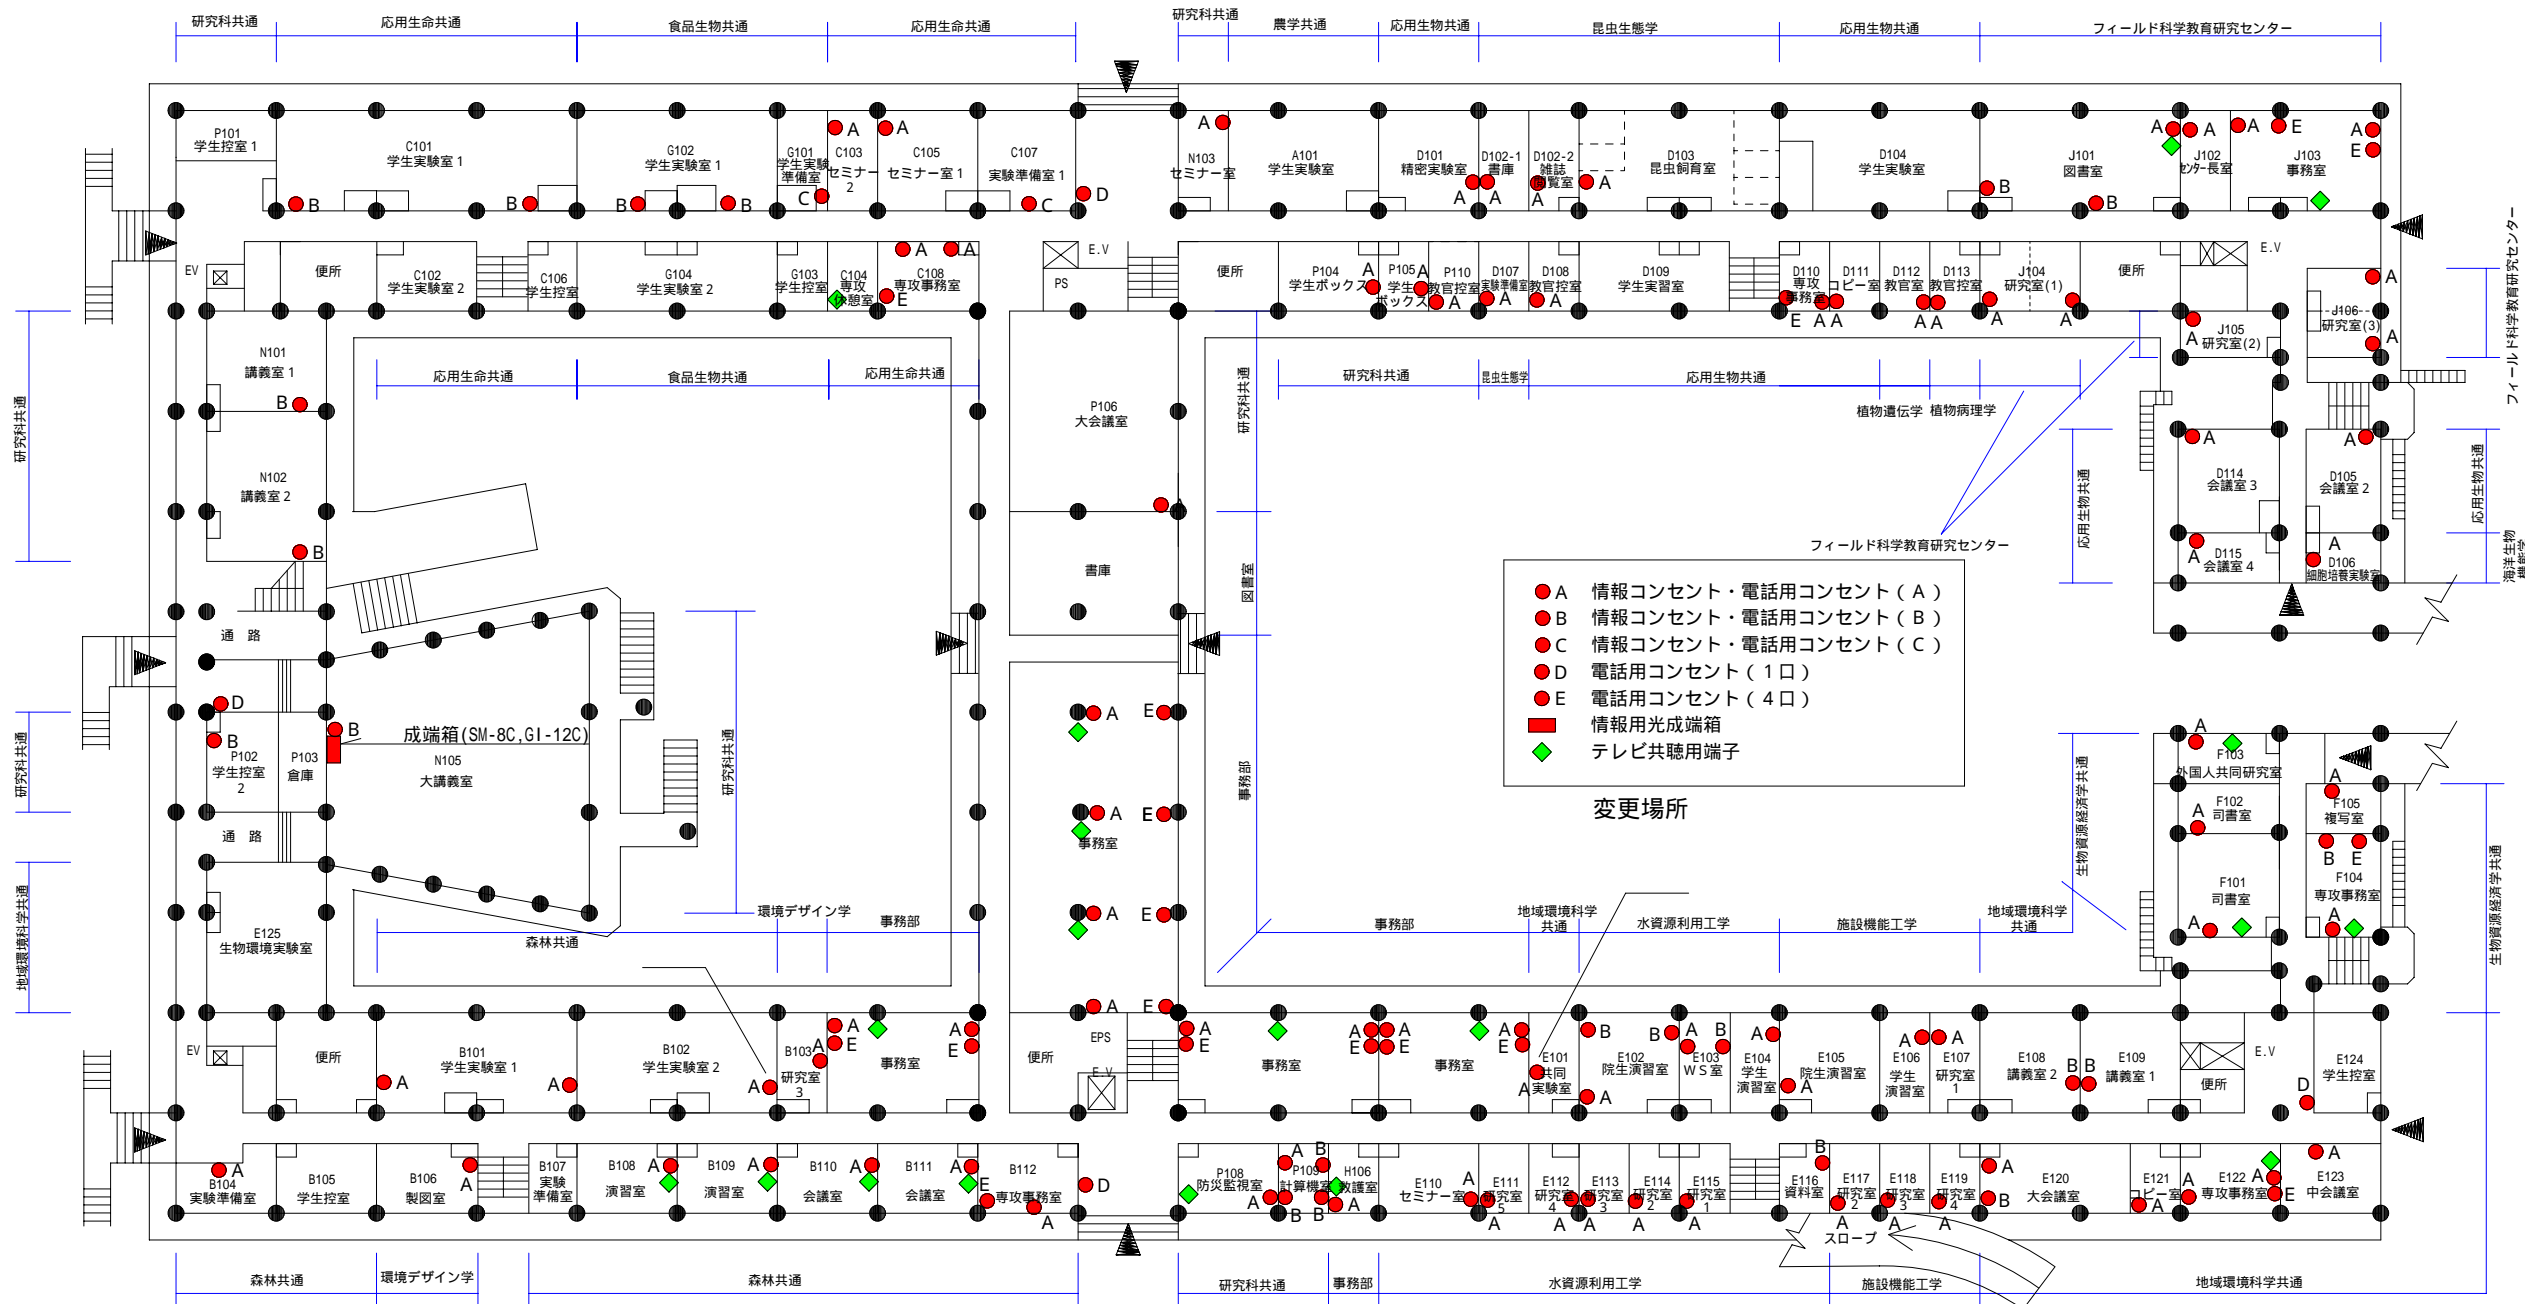 研究科共通
応用生命共通
食品生物共通
応用生命共通
研究科共通
農学共通
応用生物共通
昆虫生態学
応用生物共通
フィールド科学教育研究センター
P101
学生控室1
C101
学生実験室1
G102
学生実験室1
G101
学生実験
準備室
C103
セミナー
2
C105
セミナー室1
C107
実験準備室1
N103
セミナー室
A101
学生実験室
D101
精密実験室
D102-1
書庫
D102-2
雑誌
閲覧室
D103
昆虫飼育室
D104
学生実験室
J101
図書室
J102
センター長室
J103
事務室
A
A
A
A
A
A
E
A
E
B
B
B
B
C
C
D
A
A
A
A
B
B
EV
便所
C102
学生実験室2
C106
学生控室
G104
学生実験室2
G103
学生控室
C104
専攻
休憩室
C108
専攻事務室
A
A
E
E.V
PS
便所
P104
学生ボックス
A
P105
学生
ボックス
A
P110
教官控室
A
D107
実験準備室
A
D108
教官控室
A
D109
学生実習室
D110
専攻
事務室
D111
コピー室
D112
教官室
D113
教官控室
J104
研究室(1)
便所
E.V
E
A
A
A
A
A
A
A
J105
研究室(2)
A
J106
研究室(3)
A
フィールド科学教育研究センター
N101
講義室1
B
N102
講義室2
B
研究科共通
応用生命共通
食品生物共通
応用生命共通
P106
大会議室
A
書庫
研究科共通
図書室
事務部
研究科共通
昆虫生態学
応用生物共通
植物遺伝学
植物病理学
フィールド科学教育研究センター
応用生物共通
A
D114
会議室3
A
D105
会議室2
A
D115
会議室4
A
D106
細胞培養実験室
応用生物共通
海洋生物
機能学
A 情報コンセント・電話用コンセント(A)
B 情報コンセント・電話用コンセント(B)
C 情報コンセント・電話用コンセント(C)
D 電話用コンセント(1口)
E 電話用コンセント(4口)
情報用光成端箱
テレビ共聴用端子
変更場所
通 路
D
B
P102
学生控室
2
P103
倉庫
B
成端箱(SM-8C,GI-12C)
N105
大講義室
研究科共通
研究科共通
通 路
E125
生物環境実験室
地域環境科学共通
A
E
A
E
事務室
A
E
A
E
生物資源経済学共通
A
F103
外国人共同研究室
A
F102
司書室
A
F105
複写室
B
E
F101
司書室
A
F104
専攻事務室
A
生物資源経済学共通
環境デザイン学
森林共通
事務部
事務部
地域環境科学
共通
水資源利用工学
施設機能工学
地域環境科学
共通
EV
便所
B101
学生実験室1
A
A
B102
学生実験室2
A
B103
研究室
3
A
A
E
事務室
A
E
便所
EPS
E.V
A
E
事務室
A
E
A
E
事務室
A
E
E101
共同
実験室
A
B
E102
院生演習室
A
B
A
E103
WS室
B
E104
学生
演習室
A
E105
院生演習室
A
E106
学生
演習室
A
E107
研究室
1
E108
講義室2
B
B
E109
講義室1
便所
E.V
E124
学生控室
D
A
B104
実験準備室
B105
学生控室
B106
製図室
A
B107
実験
準備室
B108
演習室
A
B109
演習室
A
B110
会議室
A
B111
会議室
A
E
B112
専攻事務室
A
D
P108
防災監視室
A
A
B
P109
計算機室
B
B
H106
救護室
A
E110
セミナー室
A
E111
研究室
5
A
E112
研究室
4
A
E113
研究室
3
A
E114
研究室
2
A
E115
研究室
1
A
E116
資料室
B
E117
研究室
2
A
E118
研究室
3
A
E119
研究室
4
A
A
B
E120
大会議室
E121
コピー室
A
A
E122
専攻事務室
A
E
E123
中会議室
A
スロープ
森林共通
環境デザイン学
森林共通
研究科共通
事務部
水資源利用工学
施設機能工学
地域環境科学共通